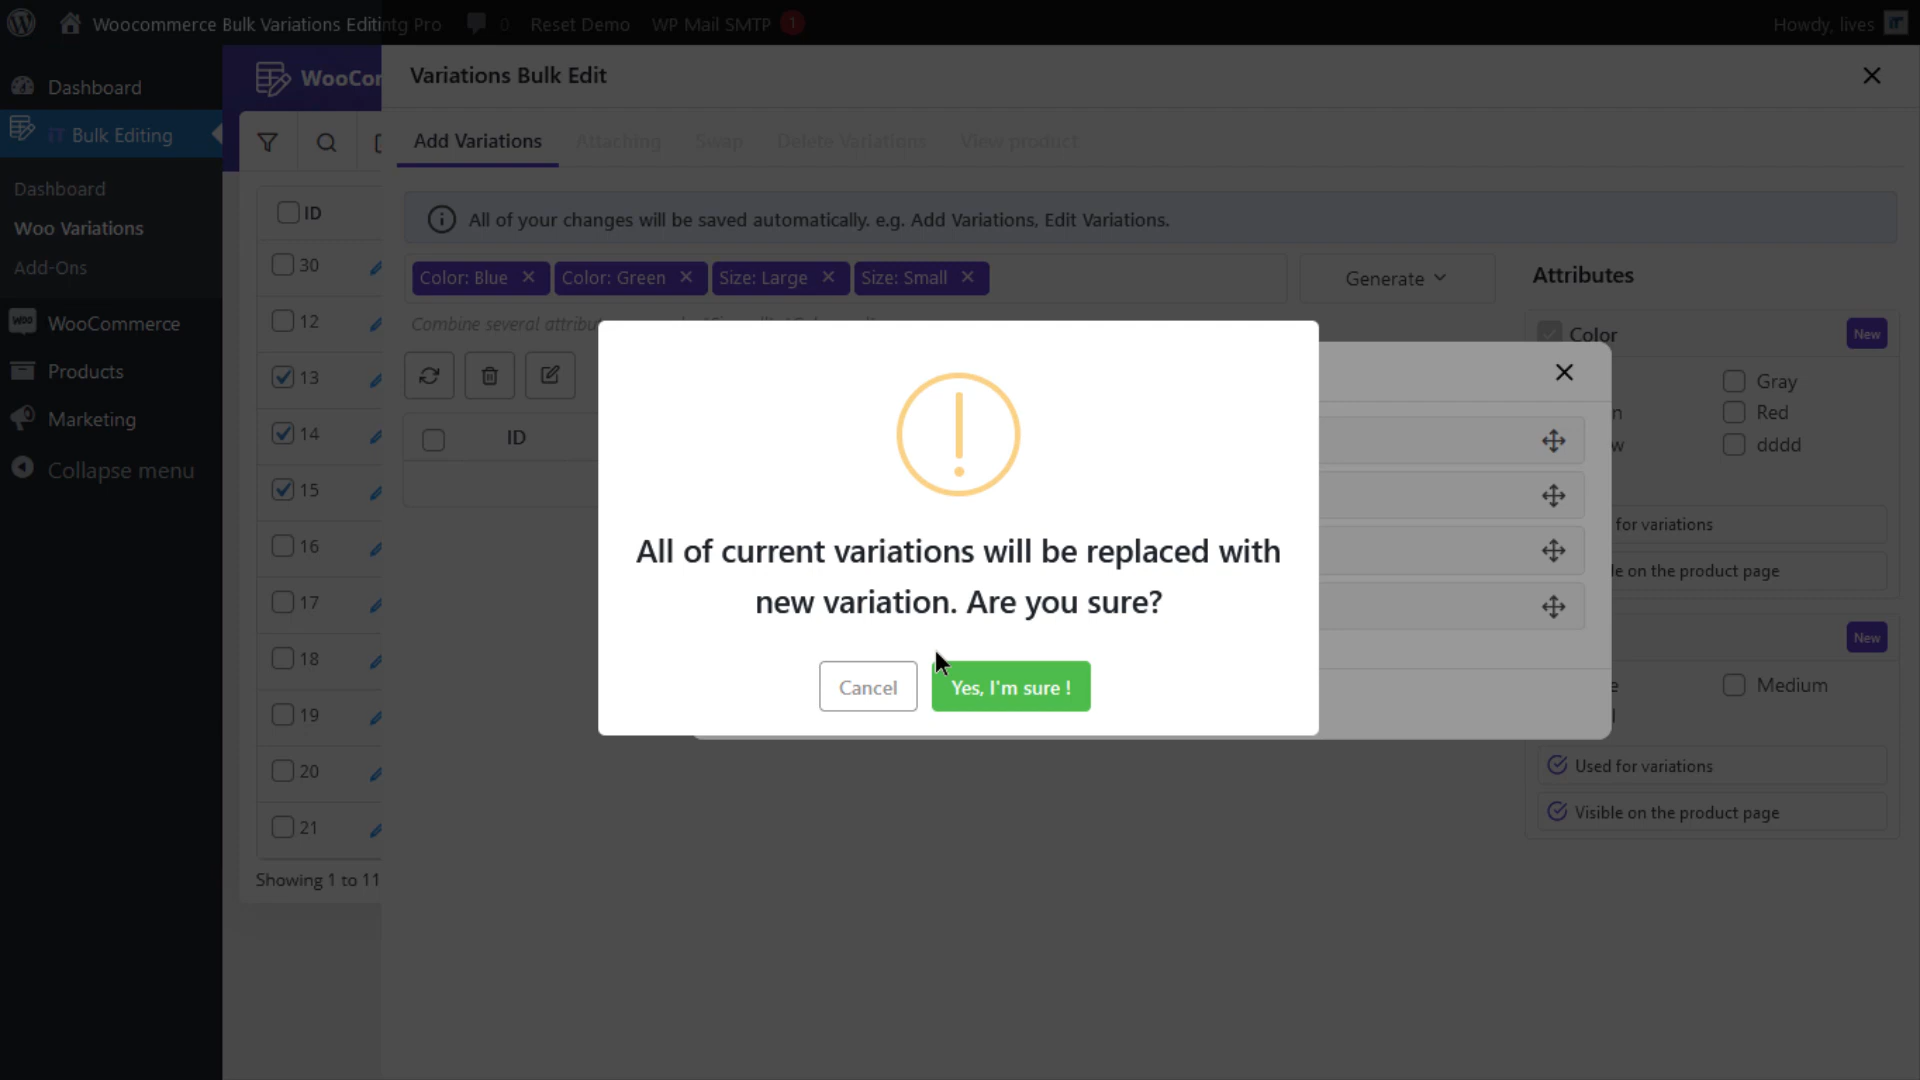 Woocommerce Bulk Variations Editintg Pro 0 Reset Demo WP Mail SMTP 1 Howdy, lives iT
Dashboard
iT Bulk Editing
Dashboard
Woo Variations
Add-Ons
WooCommerce
Products
Marketing
Collapse menu
WooCor
ID
30
12
13
14
15
16
17
18
19
20
21
Showing 1 to 11
Variations Bulk Edit
Add Variations Attaching Swap Delete Variations View product
All of your changes will be saved automatically. e.g. Add Variations, Edit Variations.
Color: Blue Color: Green Size: Large Size: Small
Generate
Combine several
ID
All of current variations will be replaced with
new variation. Are you sure?
Cancel Yes, I'm sure !
Attributes
Color New
Gray
n Red
w dddd
for variations
le on the product page
New
e Medium
l
Used for variations
Visible on the product page